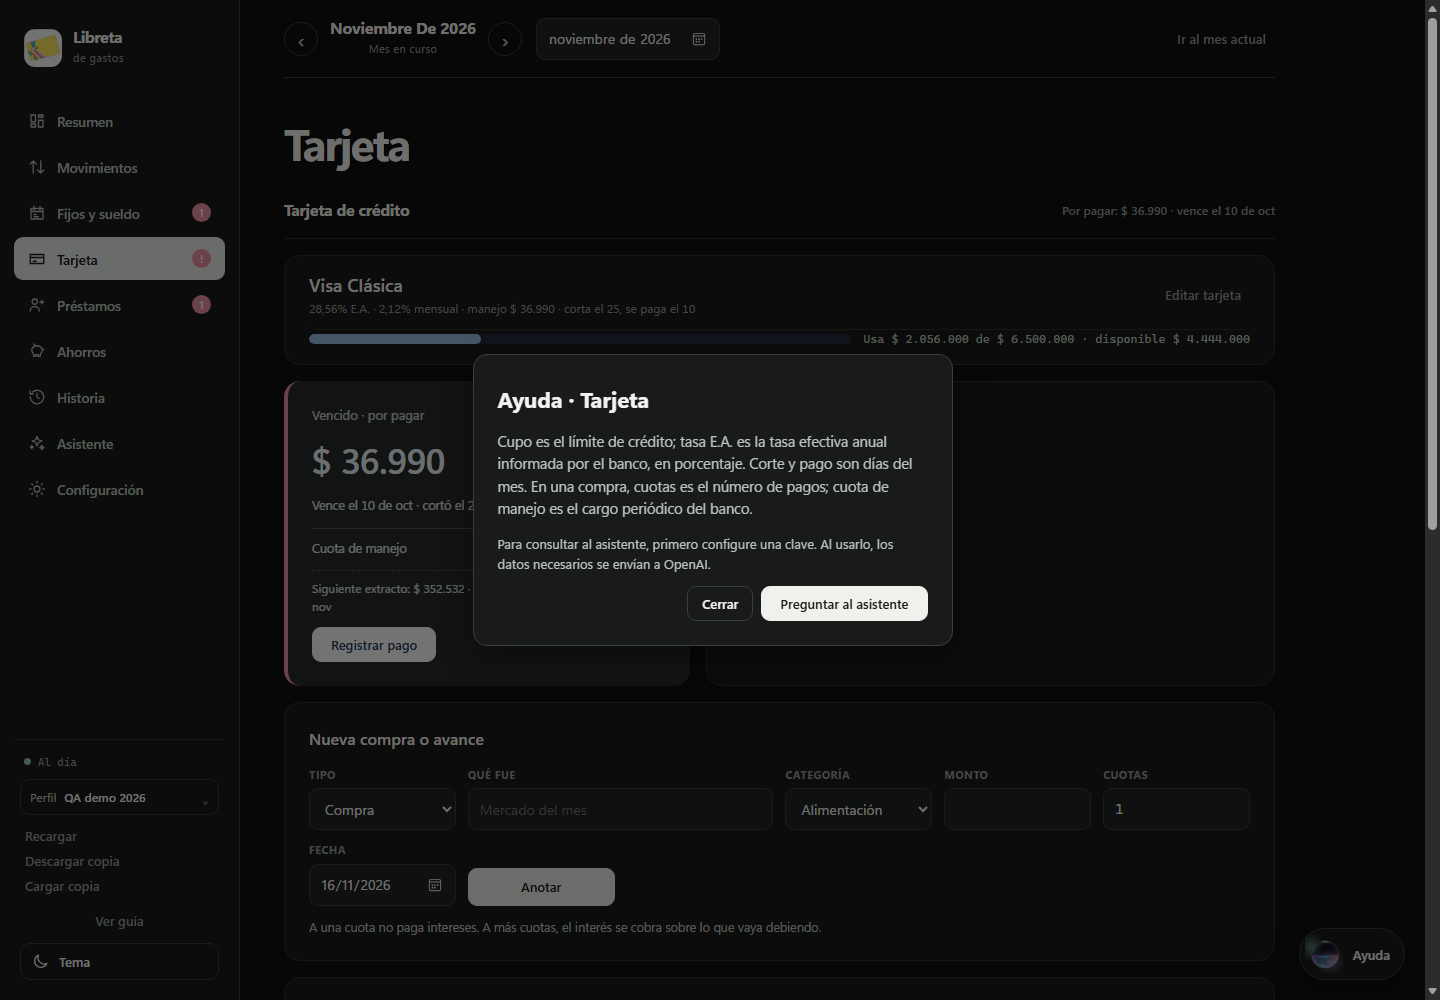 Libreta
de gastos
Resumen
Movimientos
Fijos y sueldo 1
Tarjeta !
Préstamos 1
Ahorros
Historia
Asistente
Configuración
Al día
Perfil QA demo 2026
Recargar
Descargar copia
Cargar copia
Ver guía
Tema
Noviembre De 2026
Mes en curso
noviembre de 2026
Ir al mes actual
Tarjeta
Tarjeta de crédito
Por pagar: $ 36.990 · vence el 10 de oct
Visa Clásica
28,56% E.A. · 2,12% mensual · manejo $ 36.990 · corta el 25, se paga el 10
Editar tarjeta
Usa $ 2.056.000 de $ 6.500.000 · disponible $ 4.444.000
Vencido · por pagar
$ 36.990
Vence el 10 de oct · cortó el 2
Cuota de manejo
Siguiente extracto: $ 352.532 ·
nov
Registrar pago
Ayuda · Tarjeta
Cupo es el límite de crédito; tasa E.A. es la tasa efectiva anual
informada por el banco, en porcentaje. Corte y pago son días del
mes. En una compra, cuotas es el número de pagos; cuota de
manejo es el cargo periódico del banco.
Para consultar al asistente, primero configure una clave. Al usarlo, los
datos necesarios se envían a OpenAI.
Cerrar
Preguntar al asistente
Nueva compra o avance
TIPO
QUÉ FUE
CATEGORÍA
MONTO
CUOTAS
Compra
Mercado del mes
Alimentación
1
FECHA
16/11/2026
Anotar
A una cuota no paga intereses. A más cuotas, el interés se cobra sobre lo que vaya debiendo.
Ayuda